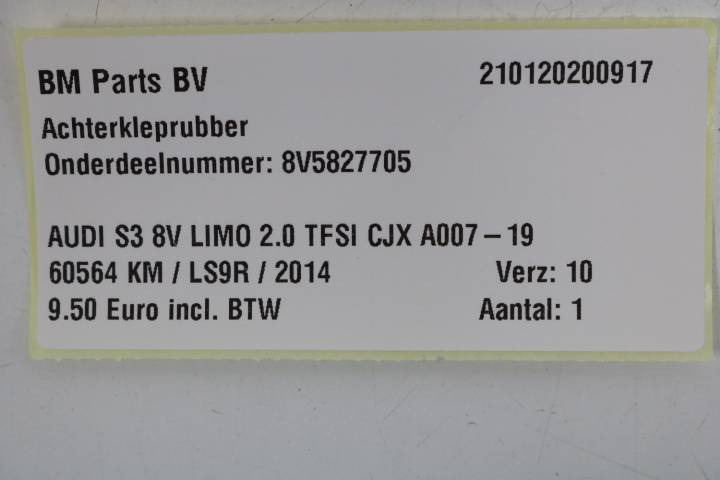 BM Parts BV 210120200917
Achterkleprubber
Onderdeelnummer: 8V5827705
AUDI S3 8V LIMO 2.0 TFSI CJX A007 – 19
60564 KM / LS9R / 2014 Verz: 10
9.50 Euro incl. BTW Aantal: 1